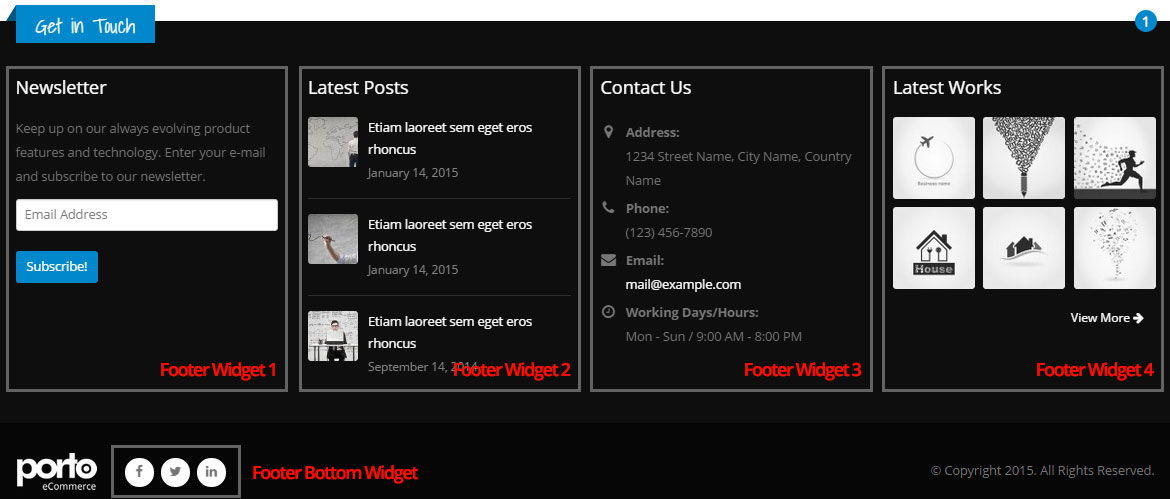 Get in Touch
1
Newsletter
Keep up on our always evolving product
features and technology. Enter your e-mail
and subscribe to our newsletter.
Email Address
Subscribe!
Footer Widget 1
Latest Posts
Etiam laoreet sem eget eros
rhoncus
January 14, 2015
Etiam laoreet sem eget eros
rhoncus
January 14, 2015
Etiam laoreet sem eget eros
rhoncus
September 14, 2014
Footer Widget 2
Contact Us
Address:
1234 Street Name, City Name, Country
Name
Phone:
(123) 456-7890
Email:
mail@example.com
Working Days/Hours:
Mon - Sun / 9:00 AM - 8:00 PM
Footer Widget 3
Latest Works
Business name
House
View More
Footer Widget 4
porto
eCommerce
f
in
Footer Bottom Widget
© Copyright 2015. All Rights Reserved.